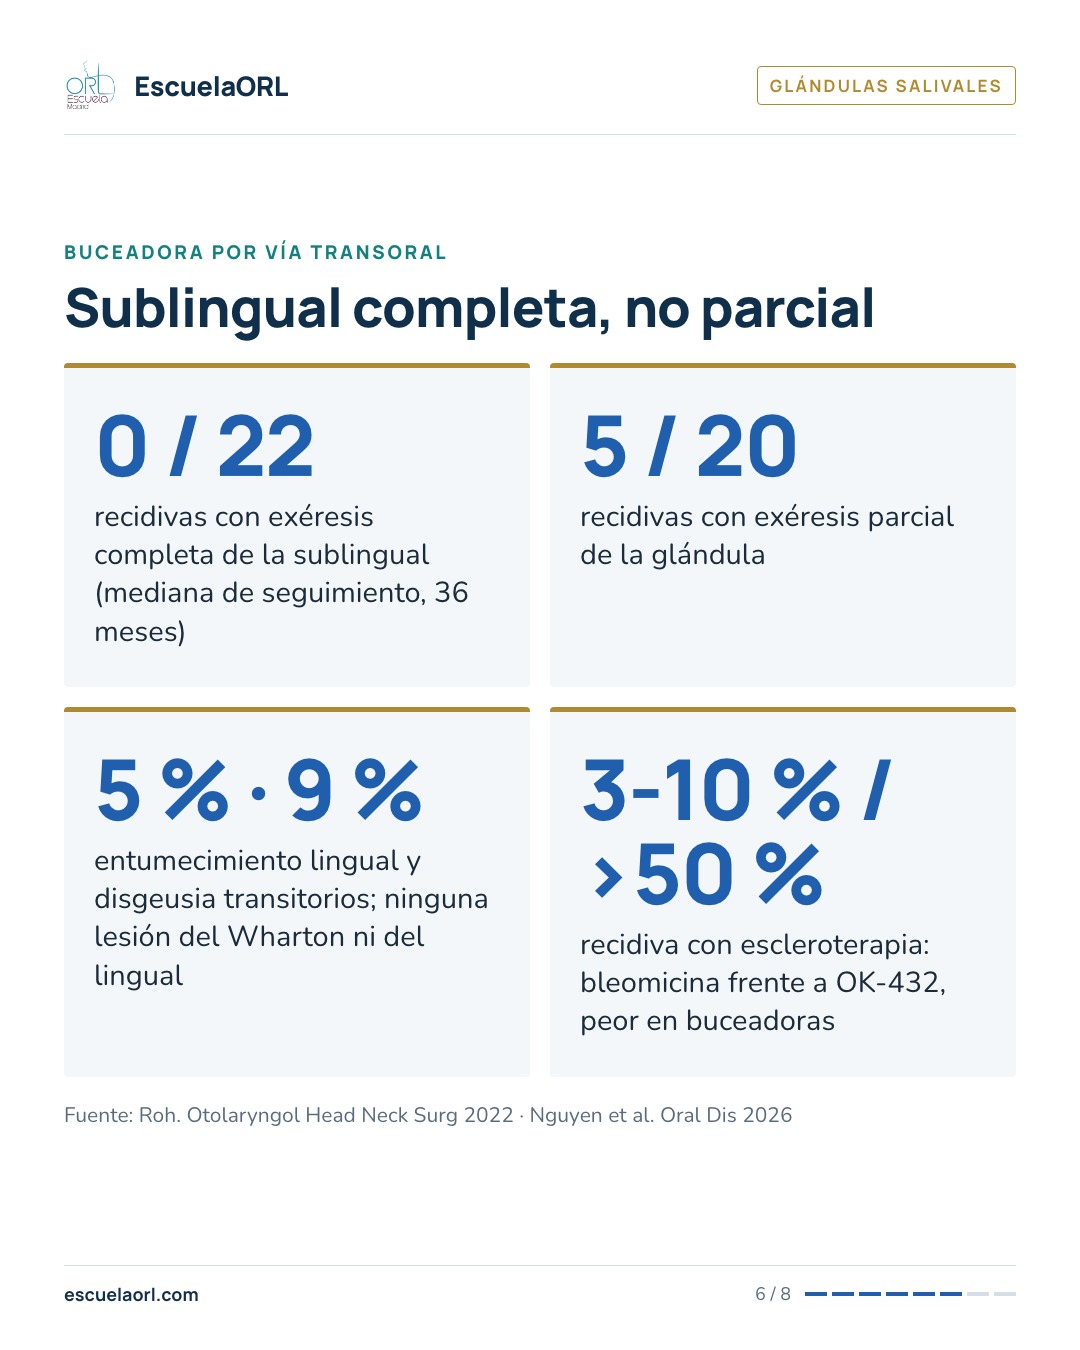 ORL
Escuela
Madrid
EscuelaORL
GLÁNDULAS SALIVALES
BUCEADORA POR VÍA TRANSORAL
Sublingual completa, no parcial
0 / 22
recidivas con exéresis
completa de la sublingual
(mediana de seguimiento, 36
meses)
5 / 20
recidivas con exéresis parcial
de la glándula
5 % · 9 %
entumecimiento lingual y
disgeusia transitorios; ninguna
lesión del Wharton ni del
lingual
3-10 % /
>50 %
recidiva con escleroterapia:
bleomicina frente a OK-432,
peor en buceadoras
Fuente: Roh. Otolaryngol Head Neck Surg 2022 · Nguyen et al. Oral Dis 2026
escuelaorl.com
6 / 8